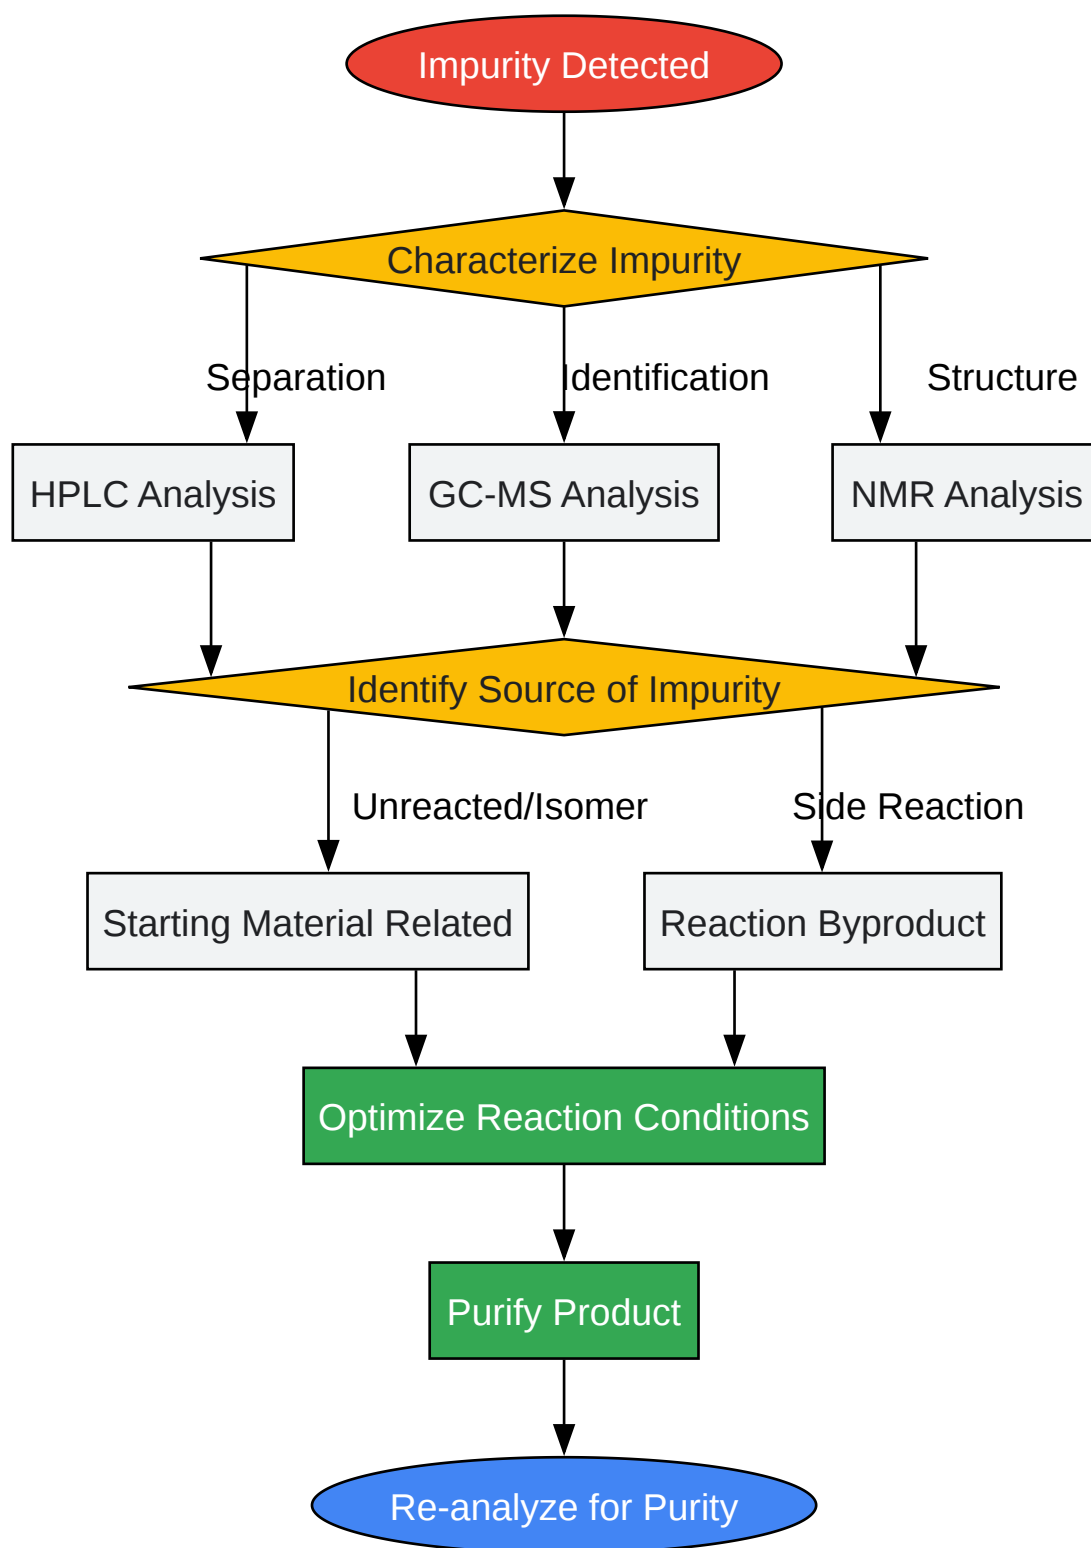 Impurity Detected
Characterize Impurity
Separation
Identification
Structure
HPLC Analysis
GC-MS Analysis
NMR Analysis
Identify Source of Impurity
Unreacted/Isomer
Side Reaction
Starting Material Related
Reaction Byproduct
Optimize Reaction Conditions
Purify Product
Re-analyze for Purity